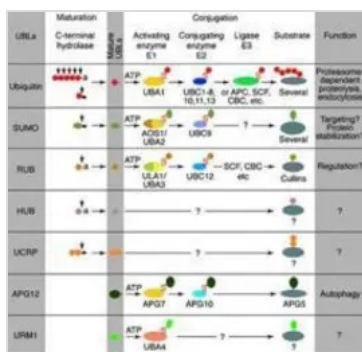 Maturation
Conjugation
UBLs
C-terminal
hydrolase
Mature
UBLs
Activating
enzyme
E1
Conjugating
enzyme
E2
Ligase
E3
Substrate
Function
Ubiquitin
ATP
UBA1
UBC1-8,
10,11,13
or APC, SCF,
CBC, etc.
Several
Proteasome
dependent
proteolysis,
endocytosis
SUMO
ATP
AOS1/
UBA2
UBC9
?
Several
Targeting?
Protein
stabilization?
RUB
ATP
ULA1/
UBA3
UBC12
SCF, CBC
etc
Cullins
Regulation?
HUB
?
?
?
UCRP
?
?
?
APG12
ATP
APG7
APG10
APG5
Autophagy
URM1
ATP
UBA4
?
?
?